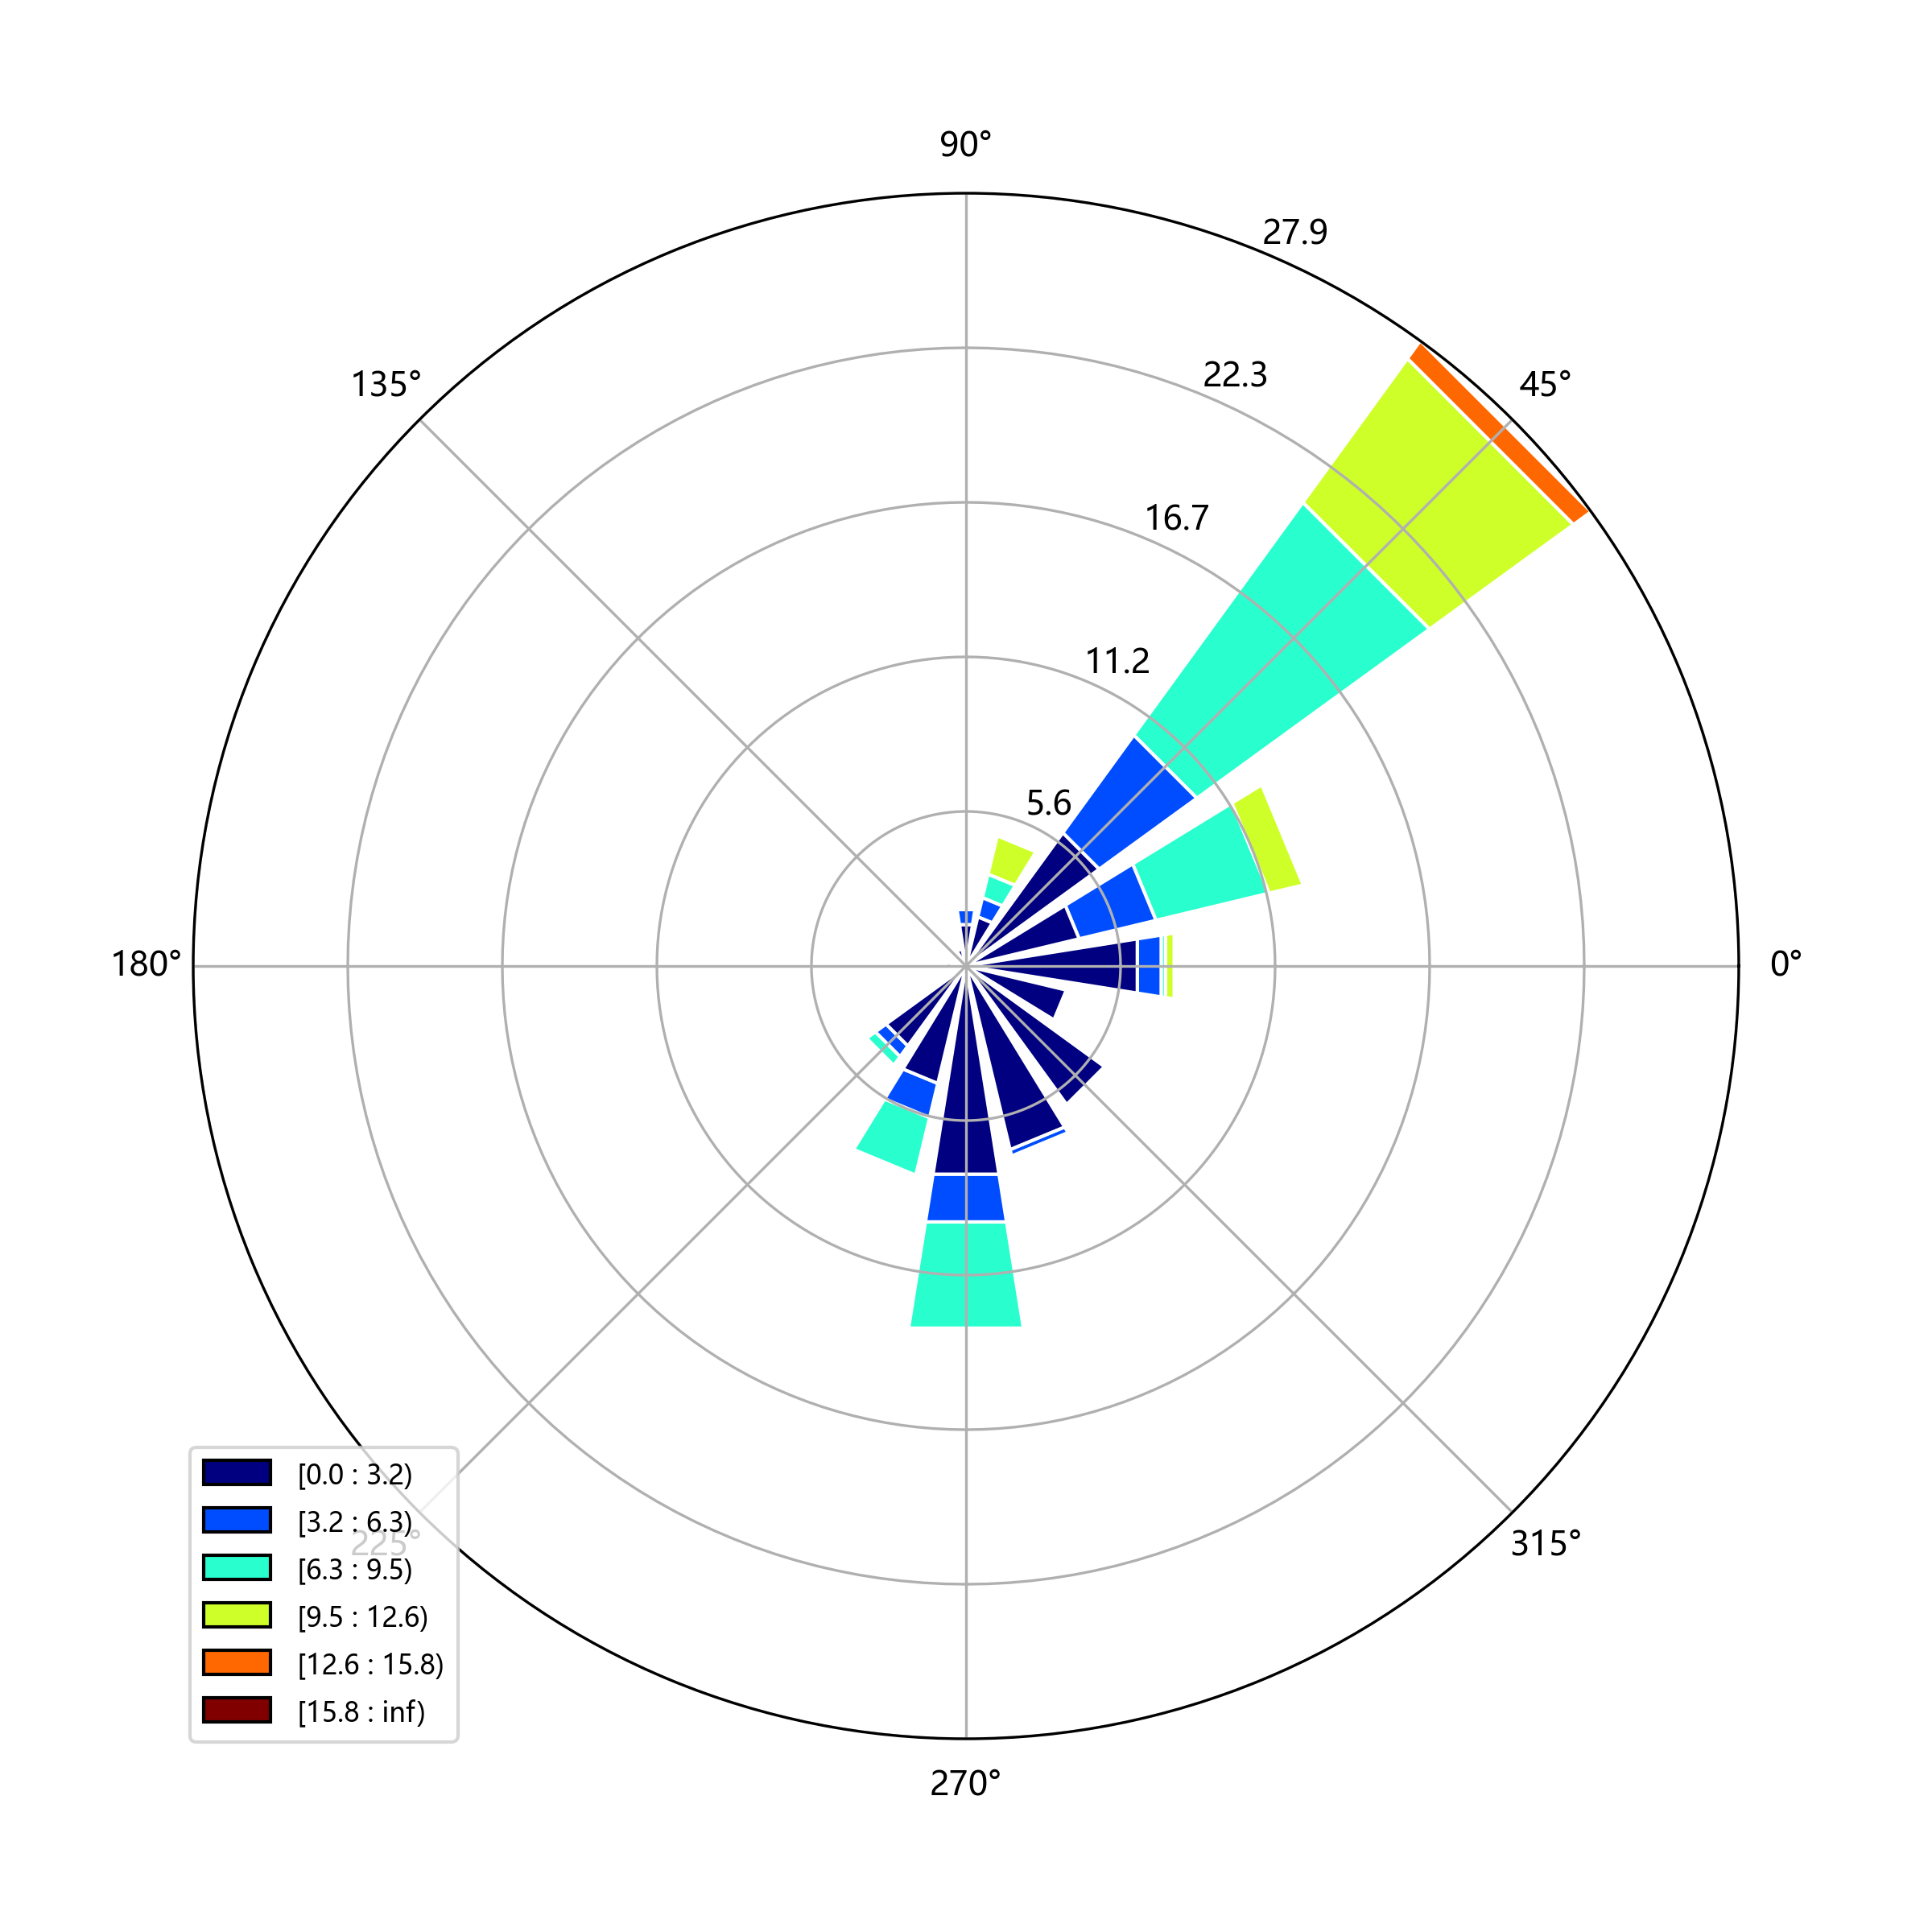 90°
27.9
135°
22.3
45°
16.7
11.2
5.6
180°
0°
[0.0 : 3.2)
[3.2 : 6.3)
225°
315°
[6.3 : 9.5)
[9.5 : 12.6)
[12.6 : 15.8)
[15.8 : inf)
270°